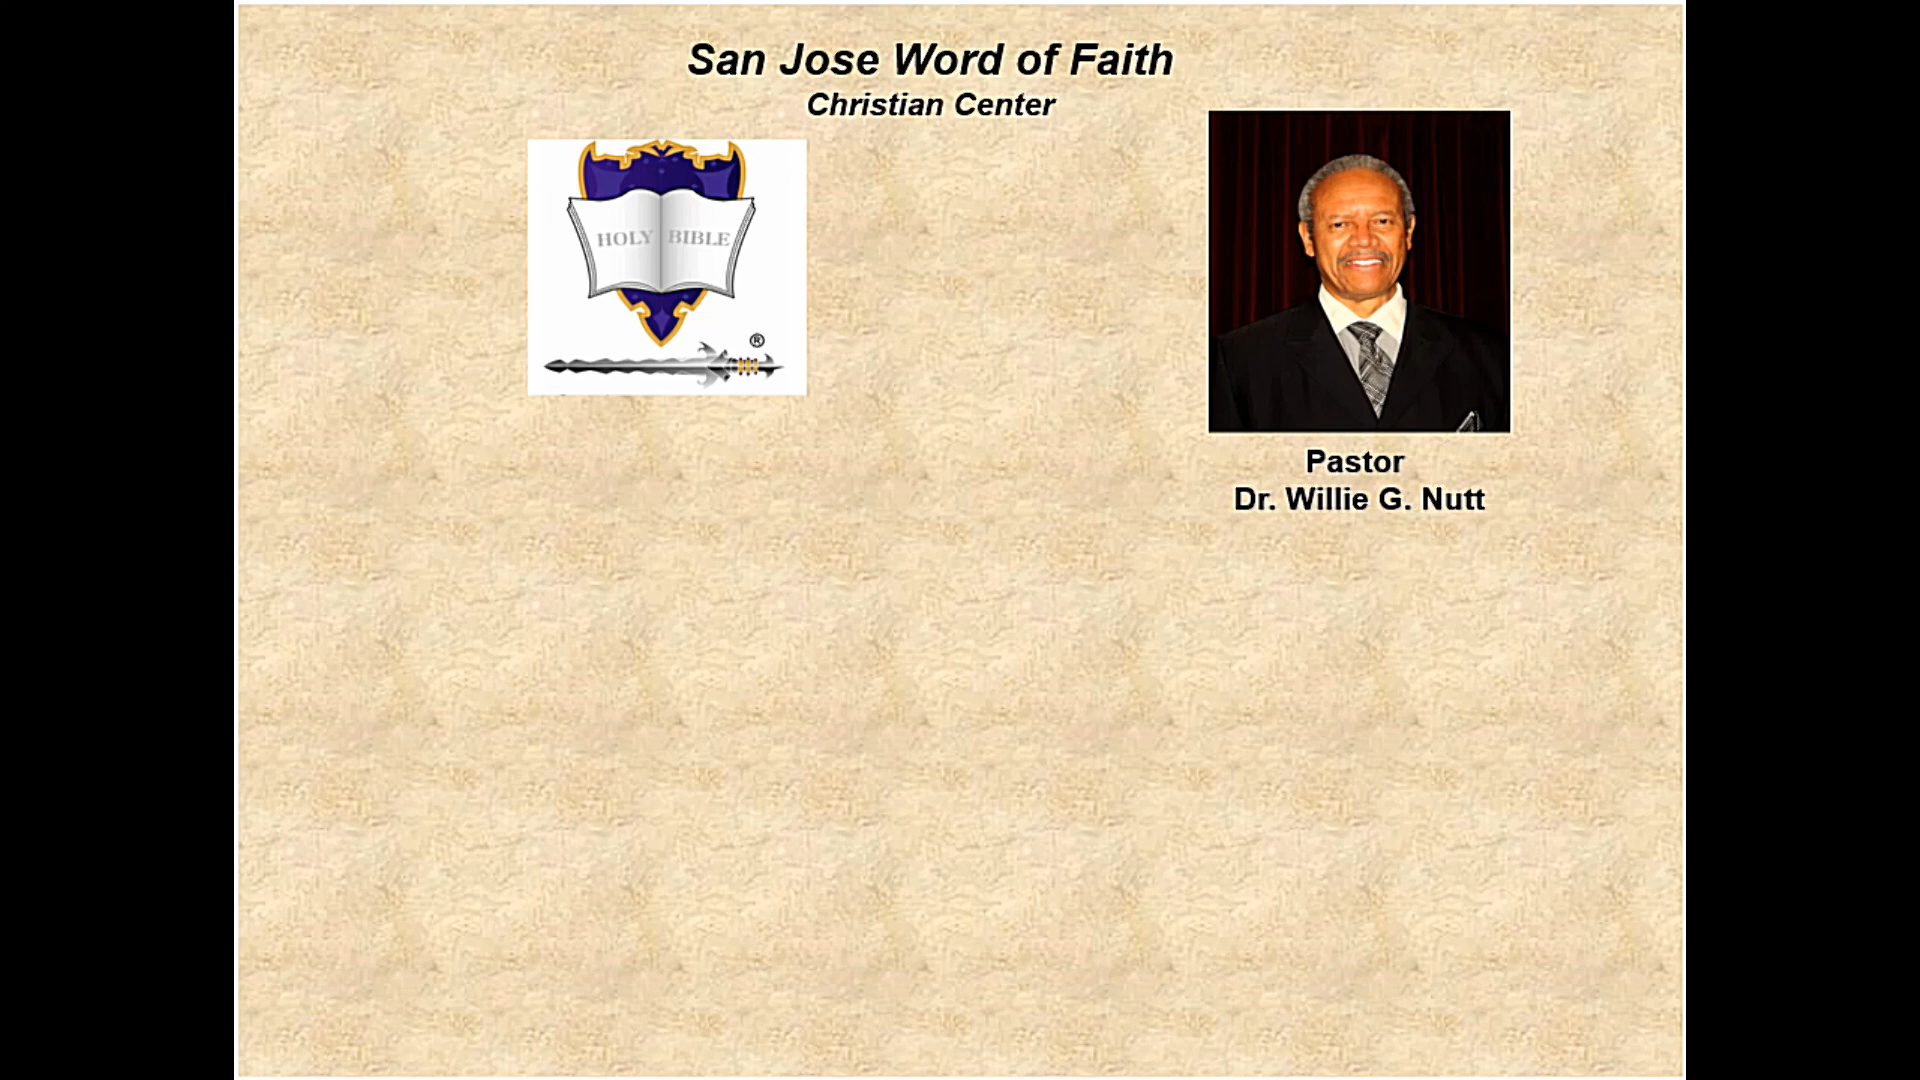 San Jose Word of Faith
Christian Center
HOLY BIBLE
®
Pastor
Dr. Willie G. Nutt